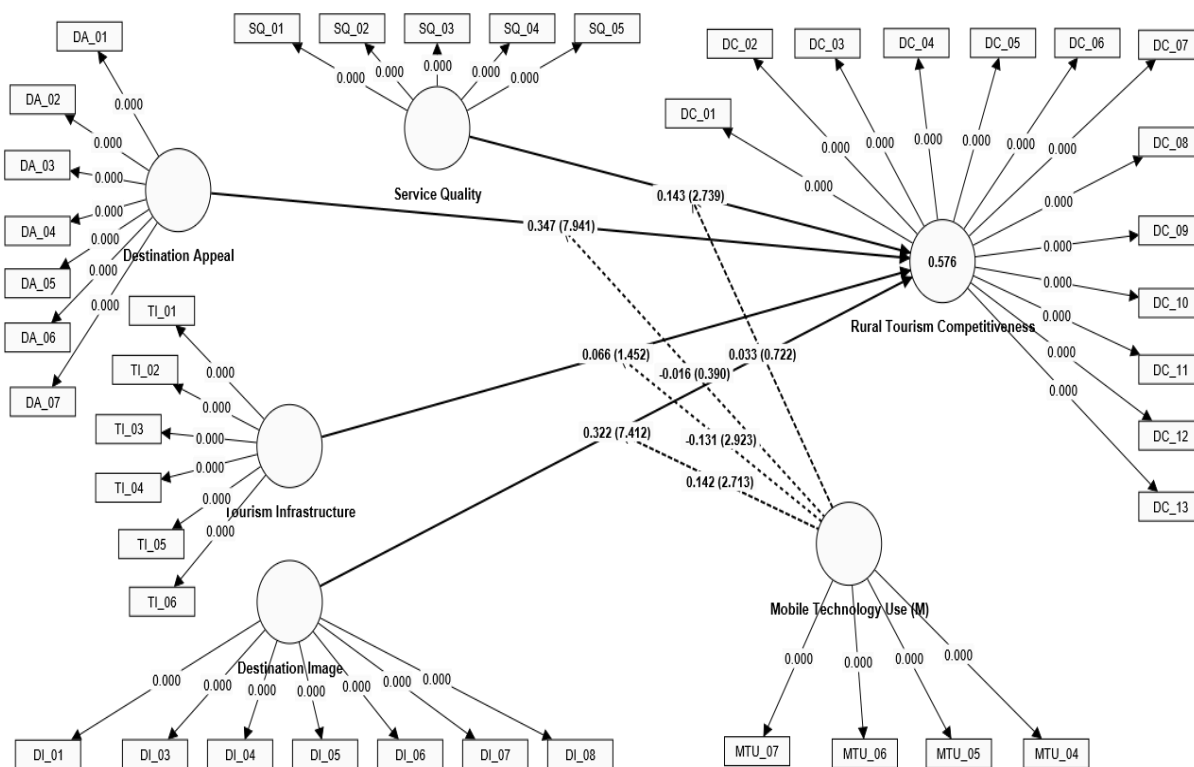 SQ_01
SQ_02
SQ_03
SQ_04
SQ_05
0.000
0.000
0.000
0.000
0.000
Service Quality
DA_01
DA_02
DA_03
DA_04
DA_05
DA_06
DA_07
0.000
0.000
0.000
0.000
0.000
0.000
0.000
Destination Appeal
TI_01
TI_02
TI_03
TI_04
TI_05
TI_06
0.000
0.000
0.000
0.000
0.000
0.000
Tourism Infrastructure
Destination Image
0.000
0.000
0.000
0.000
0.000
0.000
0.000
DI_01
DI_03
DI_04
DI_05
DI_06
DI_07
DI_08
0.143 (2.739)
0.347 (7.941)
0.066 (1.452)
0.033 (0.722)
-0.016 (0.390)
0.322 (7.412)
-0.131 (2.923)
0.142 (2.713)
DC_01
DC_02
DC_03
DC_04
DC_05
DC_06
DC_07
DC_08
DC_09
DC_10
DC_11
DC_12
DC_13
0.000
0.000
0.000
0.000
0.000
0.000
0.000
0.000
0.000
0.000
0.000
0.000
0.000
0.576
Rural Tourism Competitiveness
Mobile Technology Use (M)
0.000
0.000
0.000
0.000
MTU_07
MTU_06
MTU_05
MTU_04